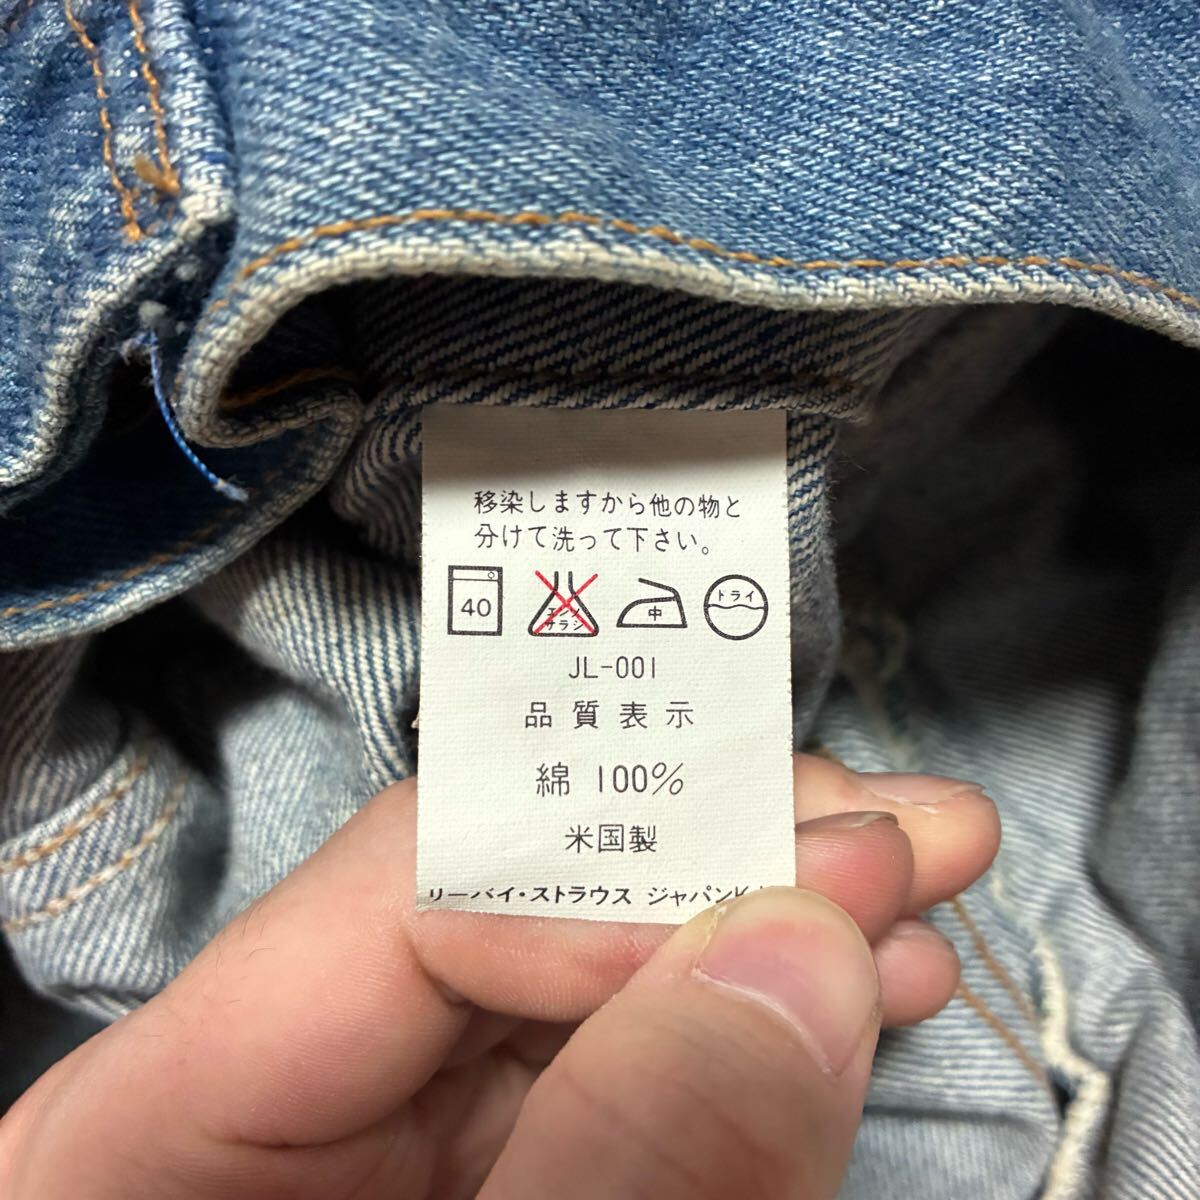 移染しますから他の物と
分けて洗って下さい。
40 エンソ サラシ 中 ドライ
JL-001
品質表示
綿 100%
米国製
リーバイ・ストラウス ジャパン